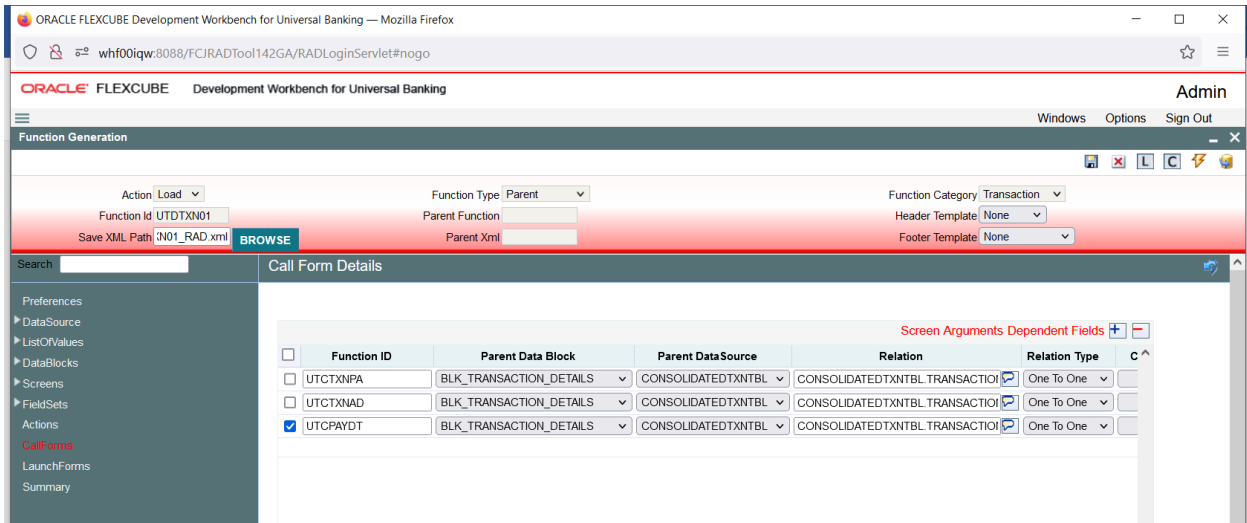 ORACLE FLEXCUBE Development Workbench for Universal Banking — Mozilla Firefox
whf00iqw:8088/FCJRADTool142GA/RADLoginServlet#nogo
ORACLE FLEXCUBE Development Workbench for Universal Banking Admin
Windows Options Sign Out
Function Generation
L C
Action Load Function Type Parent Function Category Transaction
Function Id UTDTXN01 Parent Function Header Template None
Save XML Path N01_RAD.xml BROWSE Parent Xml Footer Template None
Search Call Form Details
Preferences
DataSource
ListOfValues
DataBlocks
Screens
FieldSets
Actions
CallForms
LaunchForms
Summary
Screen Arguments Dependent Fields
Function ID Parent Data Block Parent DataSource Relation Relation Type C
UTCTXNPA BLK_TRANSACTION_DETAILS CONSOLIDATEDTXNTBL CONSOLIDATEDTXNTBL.TRANSACTIO One To One
UTCTXNAD BLK_TRANSACTION_DETAILS CONSOLIDATEDTXNTBL CONSOLIDATEDTXNTBL.TRANSACTIO One To One
UTCPAYDT BLK_TRANSACTION_DETAILS CONSOLIDATEDTXNTBL CONSOLIDATEDTXNTBL.TRANSACTIO One To One